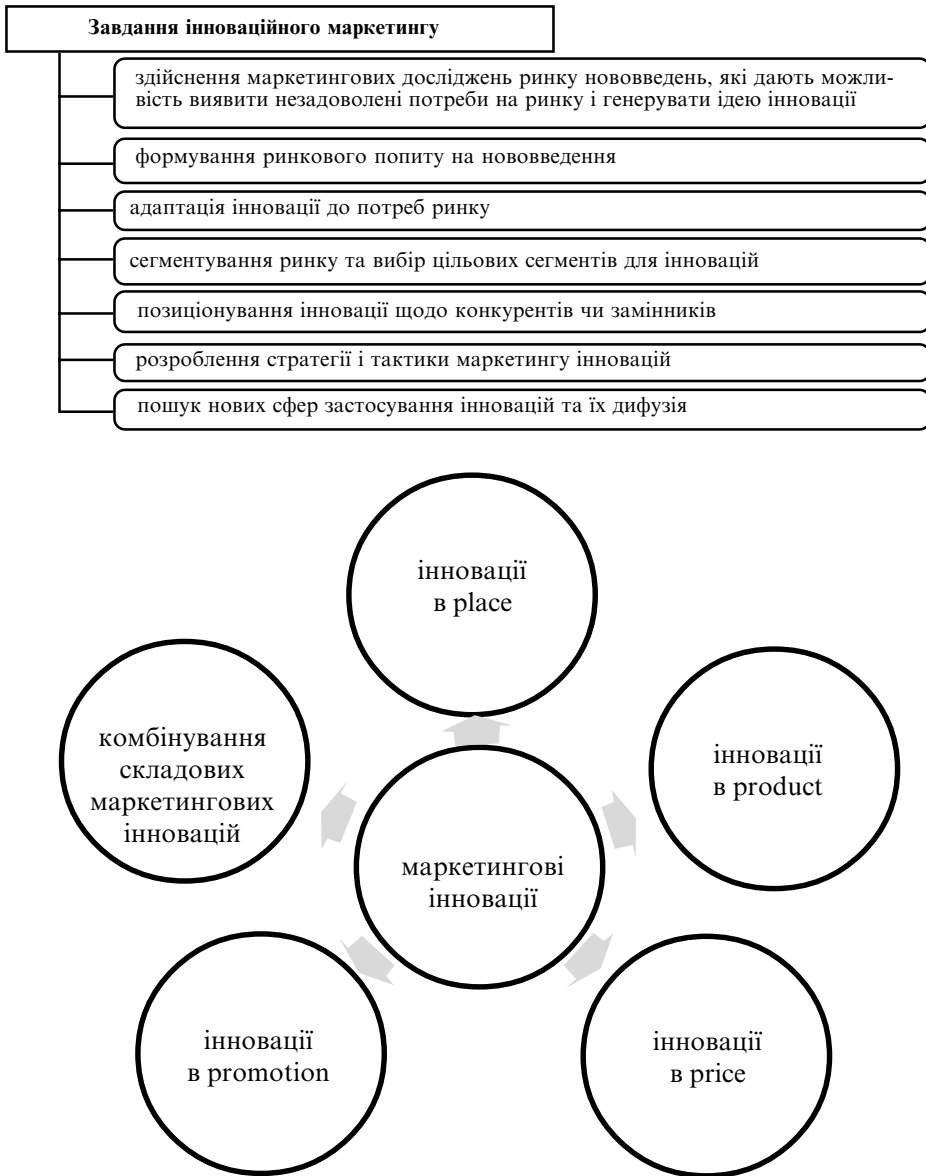 Завдання інноваційного маркетингу
здійснення маркетингових досліджень ринку нововведень, які дають можли-
вість виявити незадоволені потреби на ринку і генерувати ідею інновації
формування ринкового попиту на нововведення
адаптація інновації до потреб ринку
сегментування ринку та вибір цільових сегментів для інновацій
позиціонування інновації щодо конкурентів чи замінників
розроблення стратегії і тактики маркетингу інновацій
пошук нових сфер застосування інновацій та їх дифузія
інновації
в place
комбінування
складових
маркетингових
інновацій
інновації
в product
маркетингові
інновації
інновації
в promotion
інновації
в price